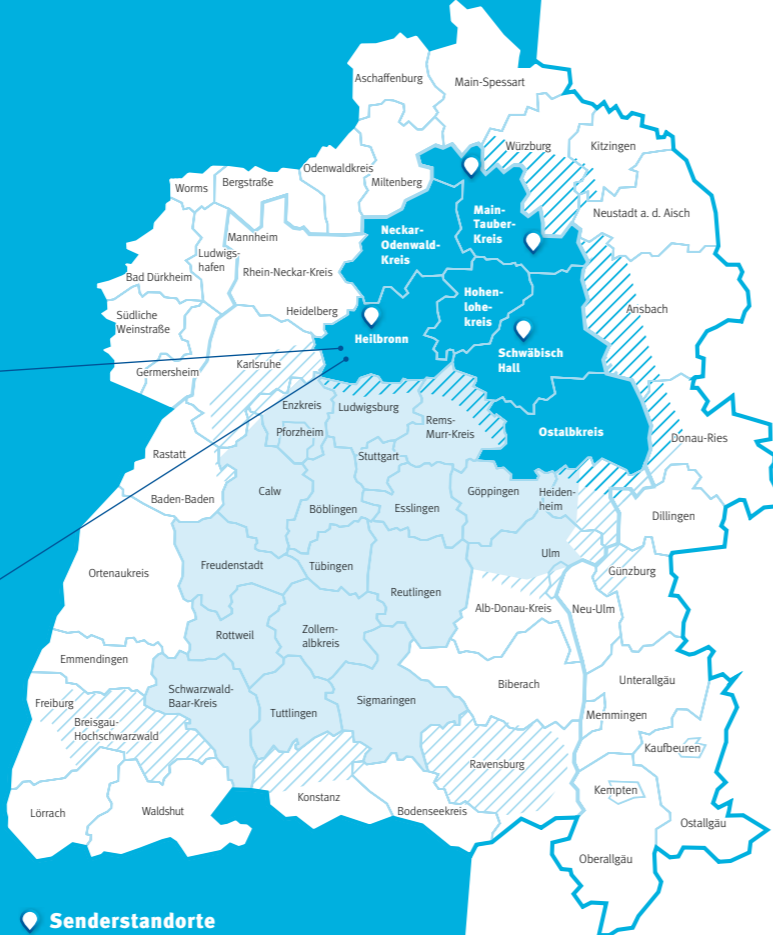 Aschaffenburg
Main-Spessart
Würzburg
Kitzingen
Odenwaldkreis
Miltenberg
Worms
Bergstraße
Main-
Tauber-
Kreis
Neustadt a. d. Aisch
Neckar-
Odenwald-
Kreis
Mannheim
Ludwigs-
hafen
Rhein-Neckar-Kreis
Bad Dürkheim
Hohen-
lohe-
kreis
Ansbach
Südliche
Weinstraße
Heidelberg
Heilbronn
Schwäbisch
Hall
Germersheim
Karlsruhe
Enzkreis
Ludwigsburg
Rems-
Murr-Kreis
Ostalbkreis
Donau-Ries
Pforzheim
Rastatt
Stuttgart
Baden-Baden
Calw
Böblingen
Esslingen
Göppingen
Heiden-
heim
Dillingen
Ulm
Ortenaukreis
Freudenstadt
Tübingen
Günzburg
Reutlingen
Alb-Donau-Kreis
Neu-Ulm
Rottweil
Zollern-
albkreis
Emmendingen
Schwarzwald-
Baar-Kreis
Biberach
Unterallgäu
Freiburg
Breisgau-
Hochschwarzwald
Tuttlingen
Sigmaringen
Memmingen
Kaufbeuren
Ravensburg
Kempten
Konstanz
Bodenseekreis
Lörrach
Waldshut
Ostallgäu
Oberallgäu
Senderstandorte